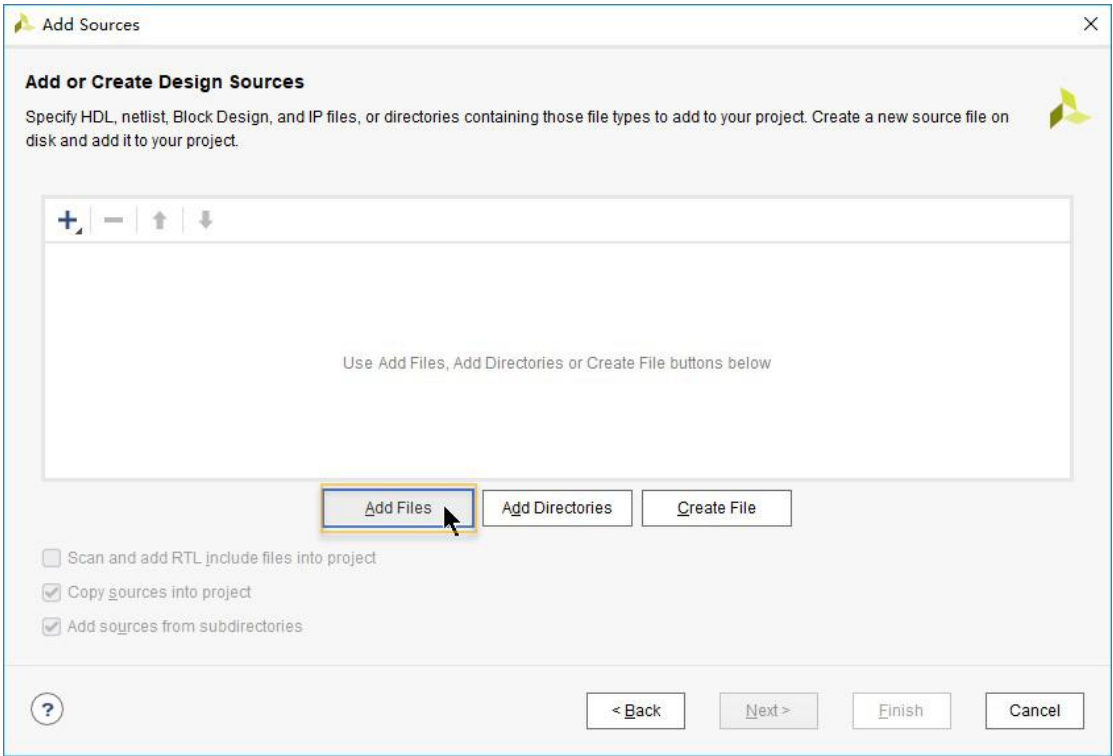 Add Sources
Add or Create Design Sources
Specify HDL, netlist, Block Design, and IP files, or directories containing those file types to add to your project. Create a new source file on
disk and add it to your project.
Use Add Files, Add Directories or Create File buttons below
Add Files
Add Directories
Create File
Scan and add RTL include files into project
Copy sources into project
Add sources from subdirectories
?
< Back
Next >
Finish
Cancel